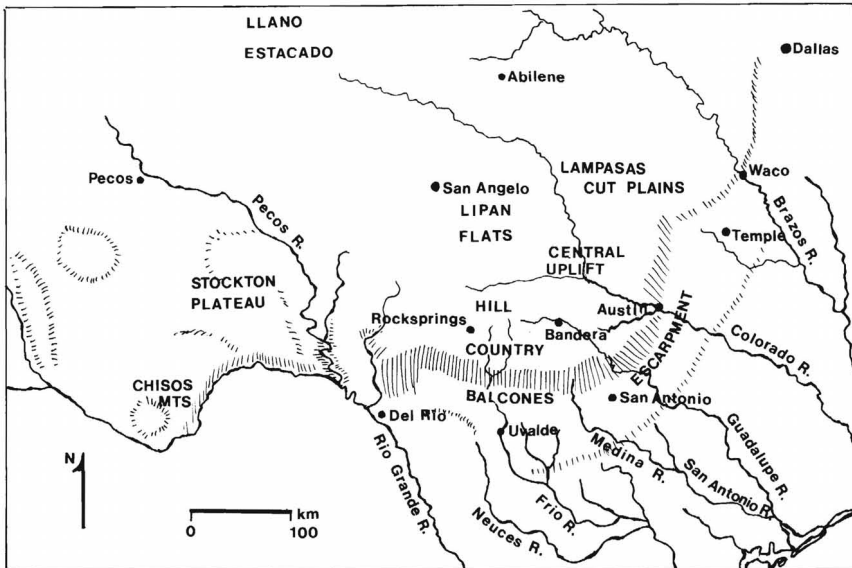 LLANO
ESTACADO
Dallas
Abilene
Pecos
Pecos R.
San Angelo
LIPAN
FLATS
LAMPASAS
CUT PLAINS
Waco
Brazos R.
Temple
CENTRAL
UPLIFT
STOCKTON
PLATEAU
Rocksprings
HILL
COUNTRY
Bandera
Austin
ESCARPMENT
Colorado R.
CHISOS
MTS
BALCONES
San Antonio
Del Rio
Uvalde
Medina R.
Guadalupe R.
San Antonio R.
Rio Grande R.
Neuces R.
Frio R.
N
km
0 100